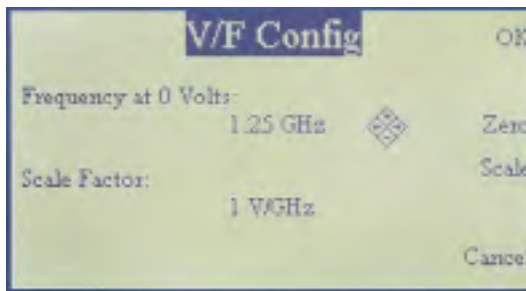 V/F Config
OK
Frequency at 0 Volts:
1.25 GHz
Zero
Scale Factor:
Scale
1 V/GHz
Cancel